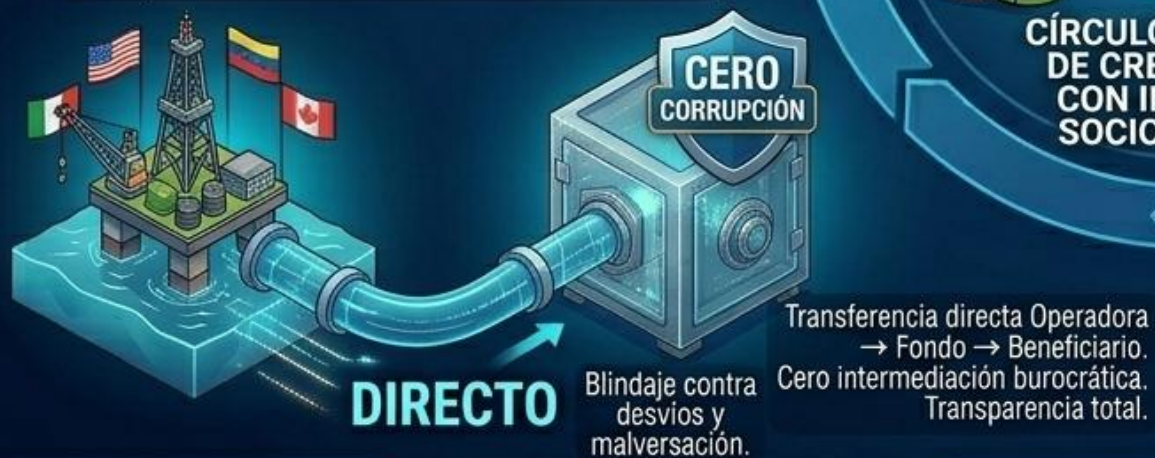 CERO
CORRUPCIÓN
DIRECTO
Blindaje contra
desvíos y
malversación.
Transferencia directa Operadora
→ Fondo → Beneficiario.
Cero intermediación burocrática.
Transparencia total.
CÍRCULO
DE CRE
CON
SOCIO